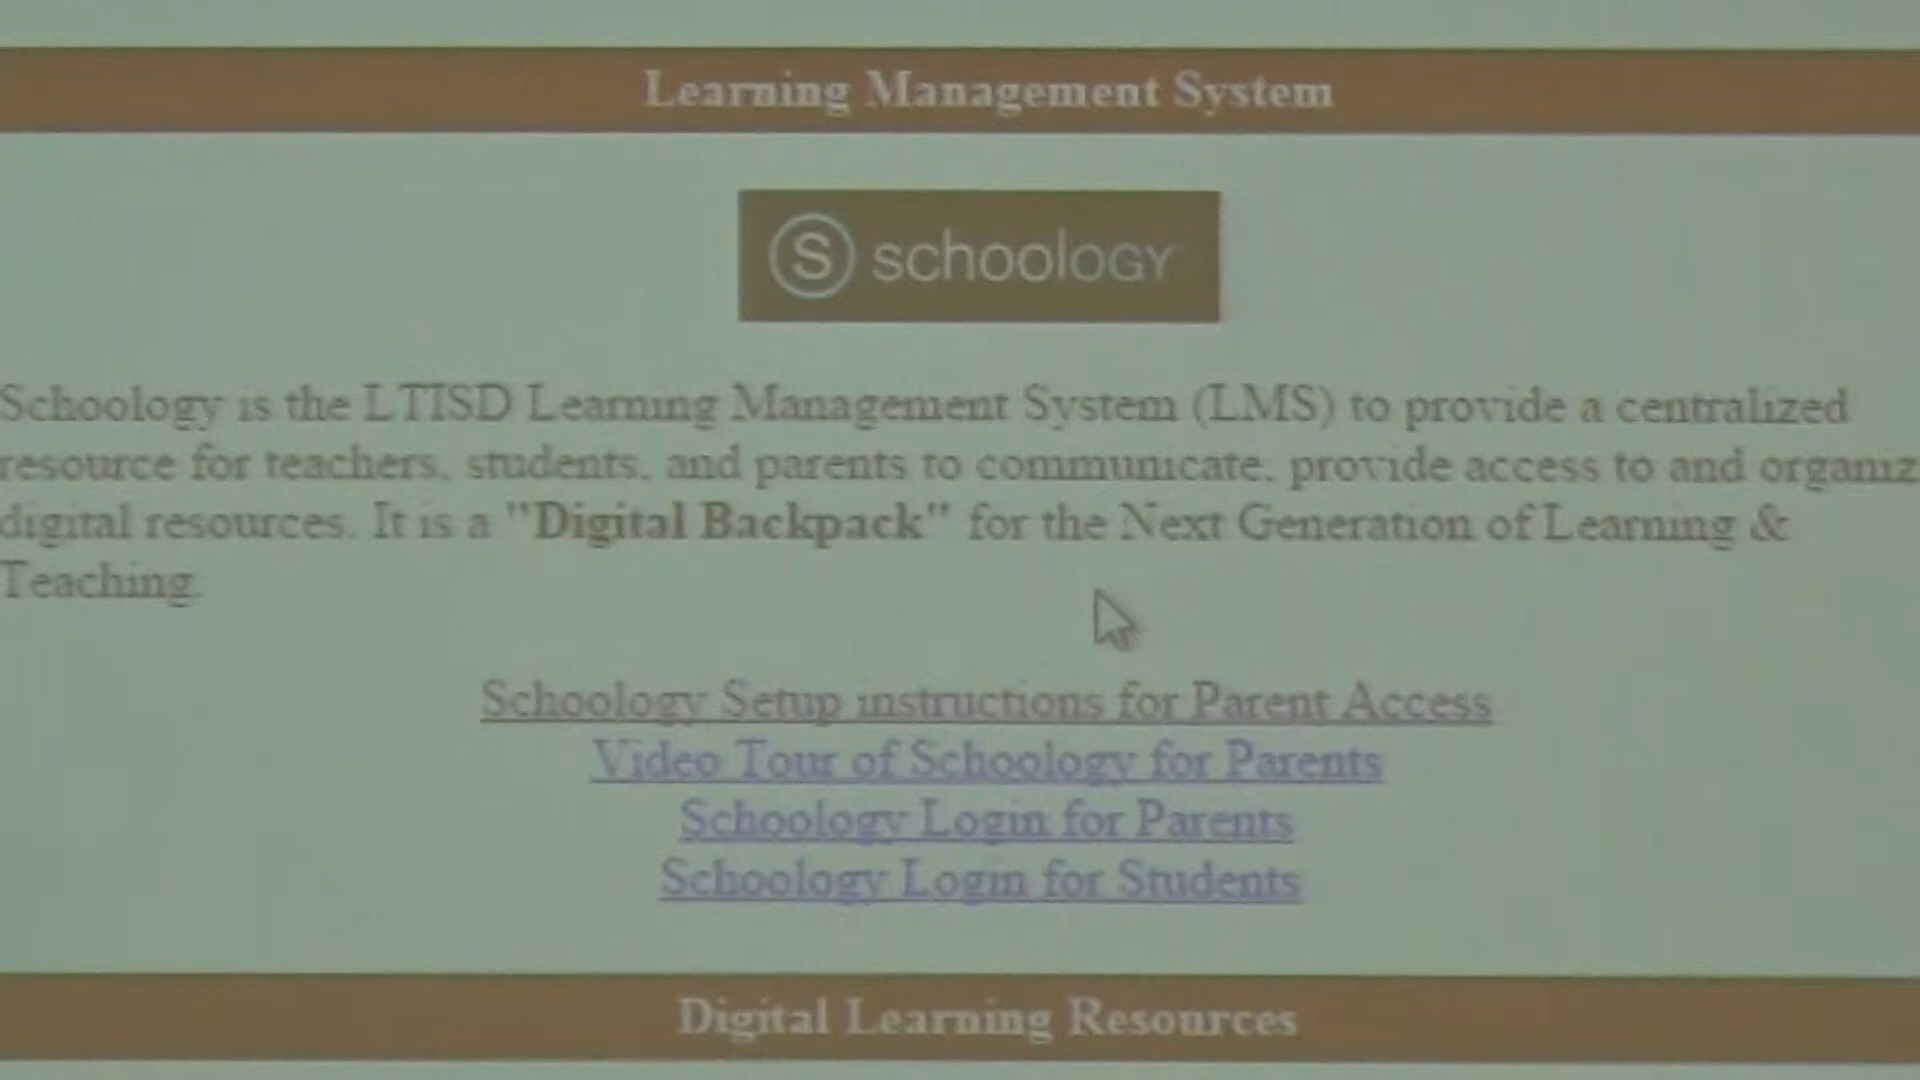 Learning Management System
S schoology
Schoology is the LTISD Learning Management System (LMS) to provide a centralized
resource for teachers, students, and parents to communicate, provide access to and organiz
digital resources. It is a "Digital Backpack" for the Next Generation of Learning &
Teaching.
Schoology Setup instructions for Parent Access
Video Tour of Schoology for Parents
Schoology Login for Parents
Schoology Login for Students
Digital Learning Resources